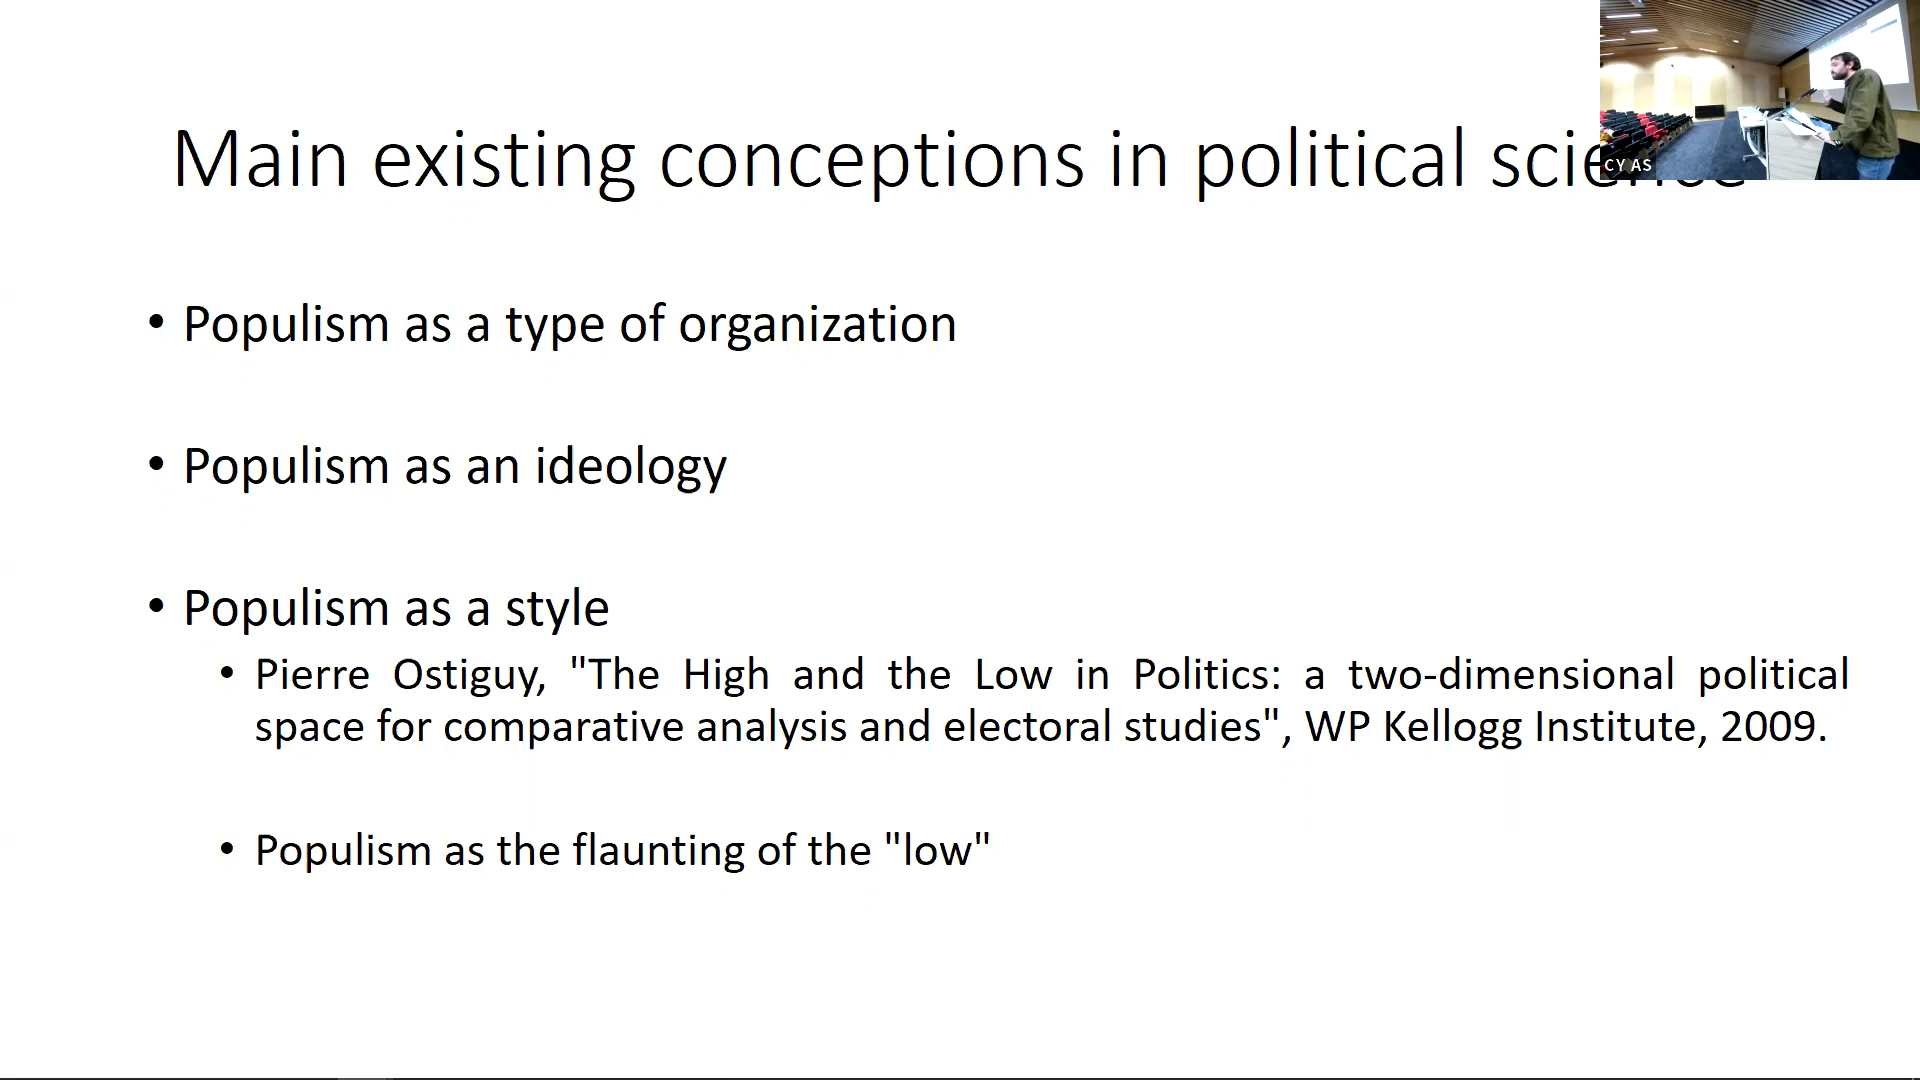 Main existing conceptions in political science
CY AS
• Populism as a type of organization
• Populism as an ideology
• Populism as a style
• Pierre Ostiguy, "The High and the Low in Politics: a two-dimensional political
space for comparative analysis and electoral studies", WP Kellogg Institute, 2009.
• Populism as the flaunting of the "low"